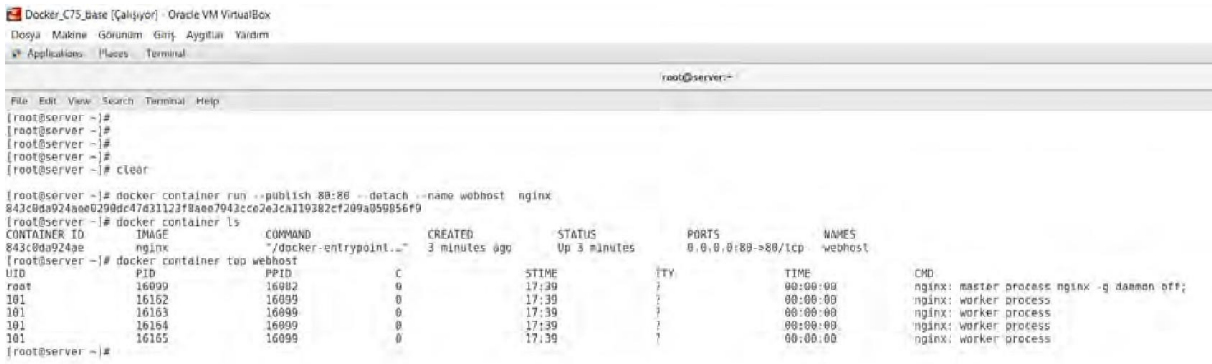 Docker_C75_base [Çalışıyor] - Oracle VM VirtualBox
Dosya Makine Görünüm Giriş Aygıtlar Yardım
Applications Places Terminal
root@server:~
File Edit View Search Terminal Help
[root@server ~]#
[root@server ~]#
[root@server ~]#
[root@server ~]#
[root@server ~]# clear
[root@server ~]# docker container run --publish 80:80 --detach --name webhost nginx
[root@server ~]# docker container ls
CONTAINER ID IMAGE COMMAND CREATED STATUS PORTS NAMES
843c0da924ae nginx "/docker-entrypoint.…" 3 minutes ago Up 3 minutes 0.0.0.0:80->80/tcp webhost
[root@server ~]# docker container top webhost
UID PID PPID C STIME TTY TIME CMD
root 16099 16082 0 17:39 ? 00:00:00 nginx: master process nginx -g daemon off;
101 16162 16099 0 17:39 ? 00:00:00 nginx: worker process
101 16163 16099 0 17:39 ? 00:00:00 nginx: worker process
101 16164 16099 0 17:39 ? 00:00:00 nginx: worker process
101 16165 16099 0 17:39 ? 00:00:00 nginx: worker process
[root@server ~]#